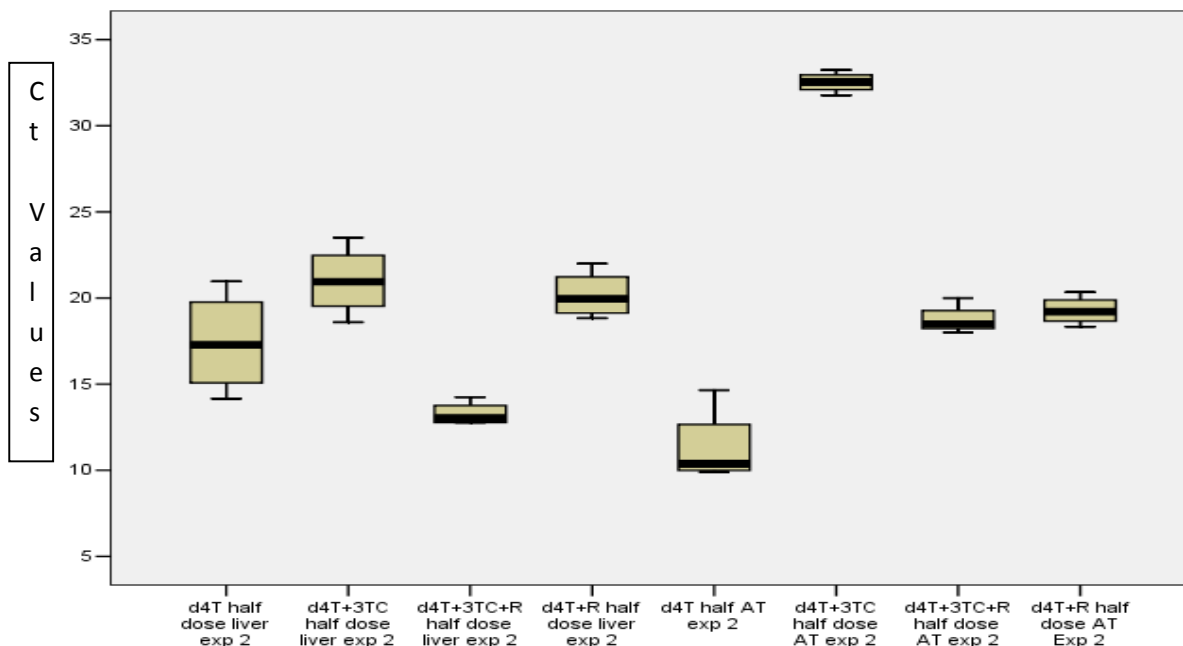 C
t
V
a
l
u
e
s
35
30
25
20
15
10
5
d4T half
dose liver
exp 2
d4T+3TC
half dose
liver exp 2
d4T+3TC+R
half dose
liver exp 2
d4T+R half
dose liver
exp 2
d4T half AT
exp 2
d4T+3TC
half dose
AT exp 2
d4T+3TC+R
half dose
AT exp 2
d4T+R half
dose AT
Exp 2